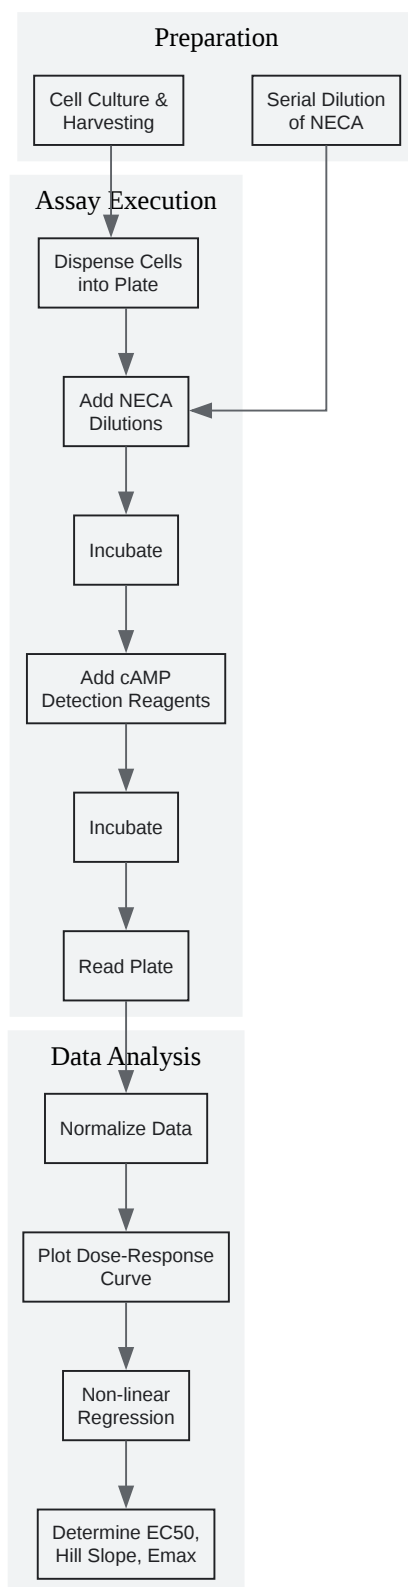 Preparation
Cell Culture &
Harvesting
Serial Dilution
of NECA
Assay Execution
Dispense Cells
into Plate
Add NECA
Dilutions
Incubate
Add cAMP
Detection Reagents
Incubate
Read Plate
Data Analysis
Normalize Data
Plot Dose-Response
Curve
Non-linear
Regression
Determine EC50,
Hill Slope, Emax